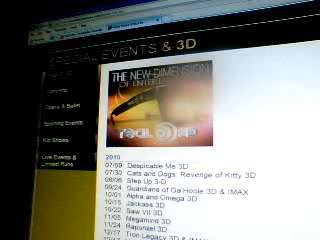 SPECIAL EVENTS & 3D
Opera & Ballet
Sporting Events
Kid Shows
Live Events &
Limited Runs
THE NEW DIMENSION
OF
REAL D 3D
2010
07/09 Despicable Me 3D
07/30 Cats and Dogs: Revenge of Kitty 3D
08/06 Step Up 3-D
09/24 Guardians of Ga'Hoole 3D & IMAX
10/01 Alpha and Omega 3D
10/15 Jackass 3D
10/22 Saw VII 3D
11/05 Megamind 3D
11/24 Rapunzel 3D
12/17 Tron Legacy 3D & IMAX